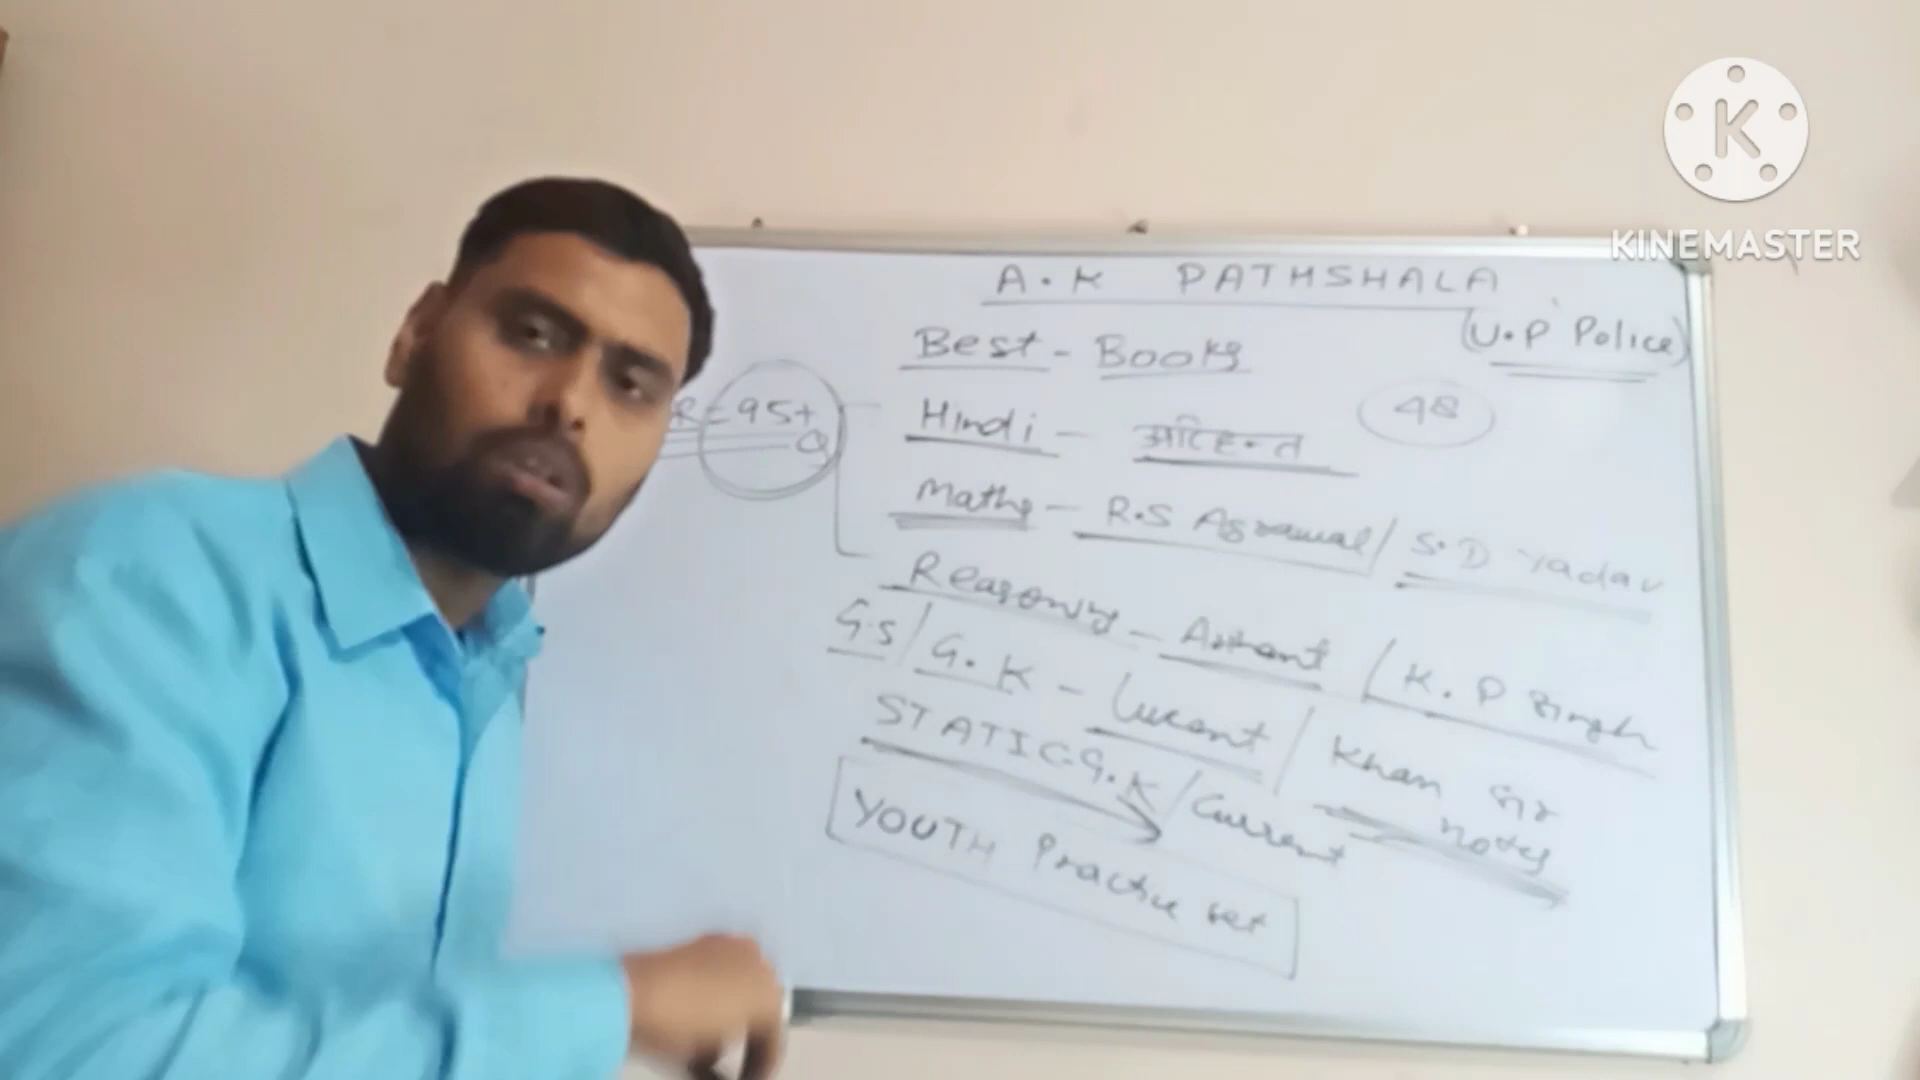 K
KINEMASTER
A.K PATHSHALA
(U.P Police)
Best - Books
48
R = 95+
Q
Hindi - अरिहन्त
Maths - R.S Agrawal / S.D Yadav
Reasoning - Arihant / K. P Singh
G.S / G.K - Lucent / Khan Sir
notes
STATIC G.K / Current
YOUTH Practice set